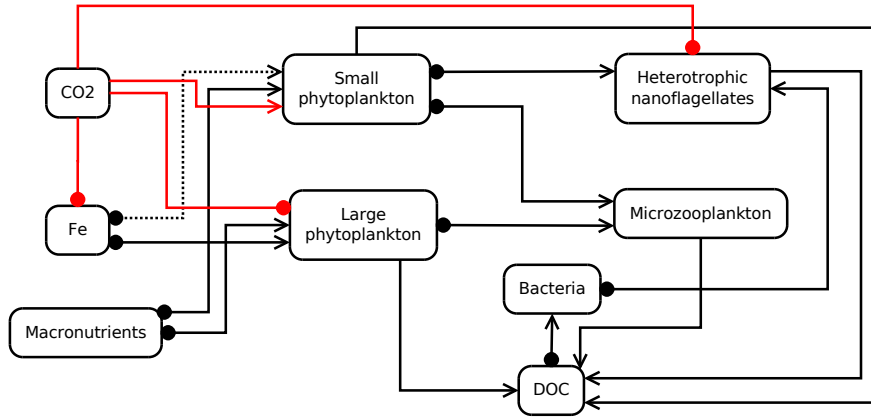 CO2
Small
phytoplankton
Heterotrophic
nanoflagellates
Fe
Large
phytoplankton
Microzooplankton
Bacteria
Macronutrients
DOC